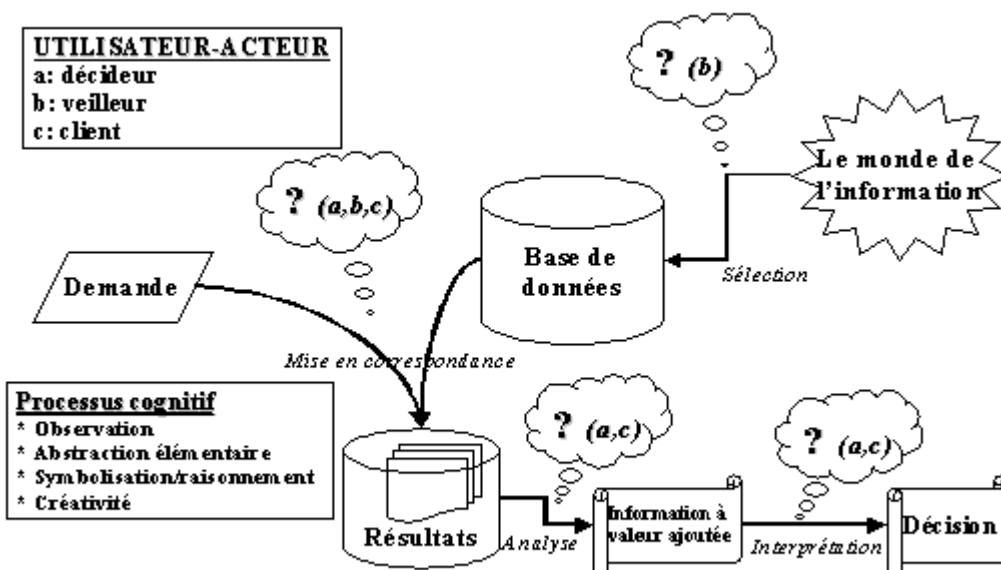 UTILISATEUR-ACTEUR
a: décideur
b: veilleur
c: client
? (b)
Le monde de
l'information
? (a,b,c)
Base de
données
Sélection
Demande
Mise en correspondance
Processus cognitif
* Observation
* Abstraction élémentaire
* Symbolisation/raisonnement
* Créativité
? (a,c)
? (a,c)
Résultats
Analyse
Information à
valeur ajoutée
Interprétation
Décision